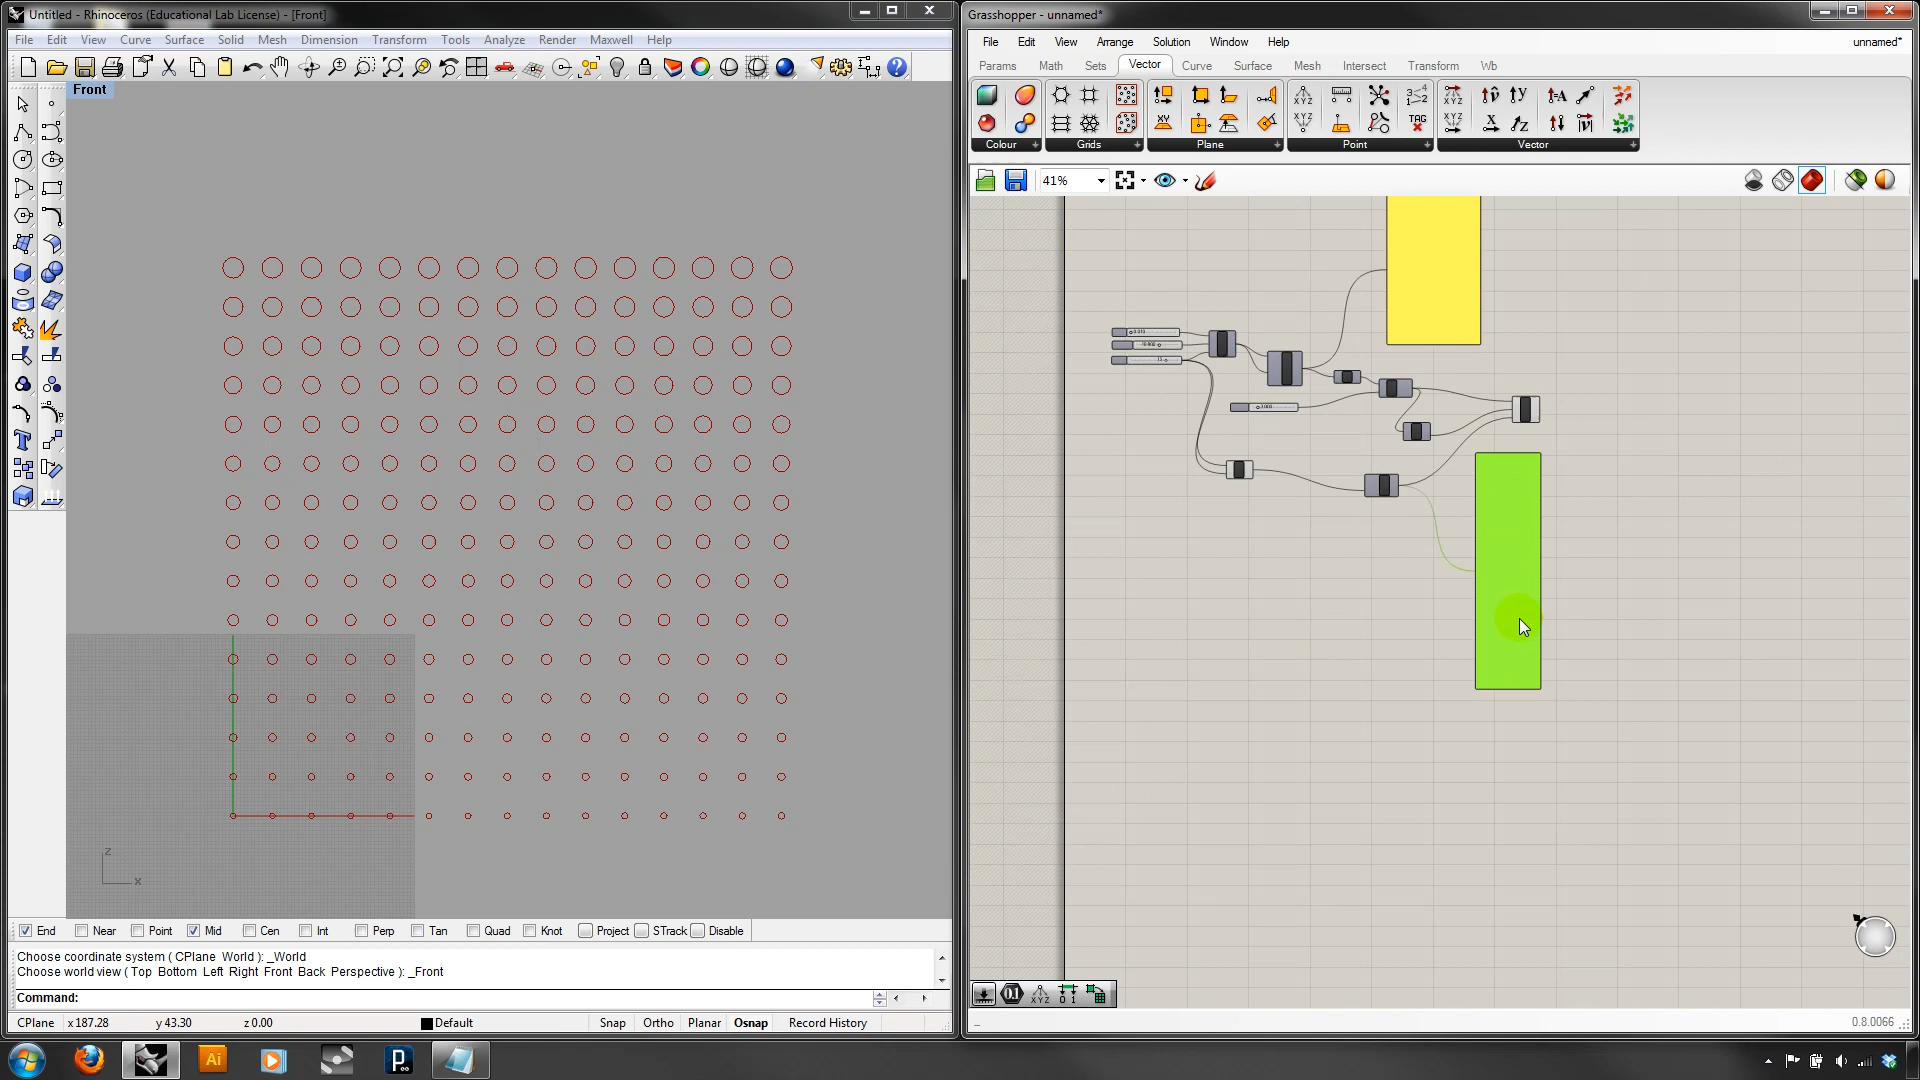 Untitled - Rhinoceros (Educational Lab License) - [Front]
File Edit View Curve Surface Solid Mesh Dimension Transform Tools Analyze Render Maxwell Help
Front
z
x
End Near Point Mid Cen Int Perp Tan Quad Knot Project STrack Disable
Choose coordinate system ( CPlane World ): _World
Choose world view ( Top Bottom Left Right Front Back Perspective ): _Front
Command:
CPlane x 187.28 y 43.30 z 0.00 Default Snap Ortho Planar Osnap Record History
Grasshopper - unnamed*
File Edit View Arrange Solution Window Help unnamed*
Params Math Sets Vector Curve Surface Mesh Intersect Transform Wb
Colour Grids Plane Point Vector
41%
0.8.0066
Ai